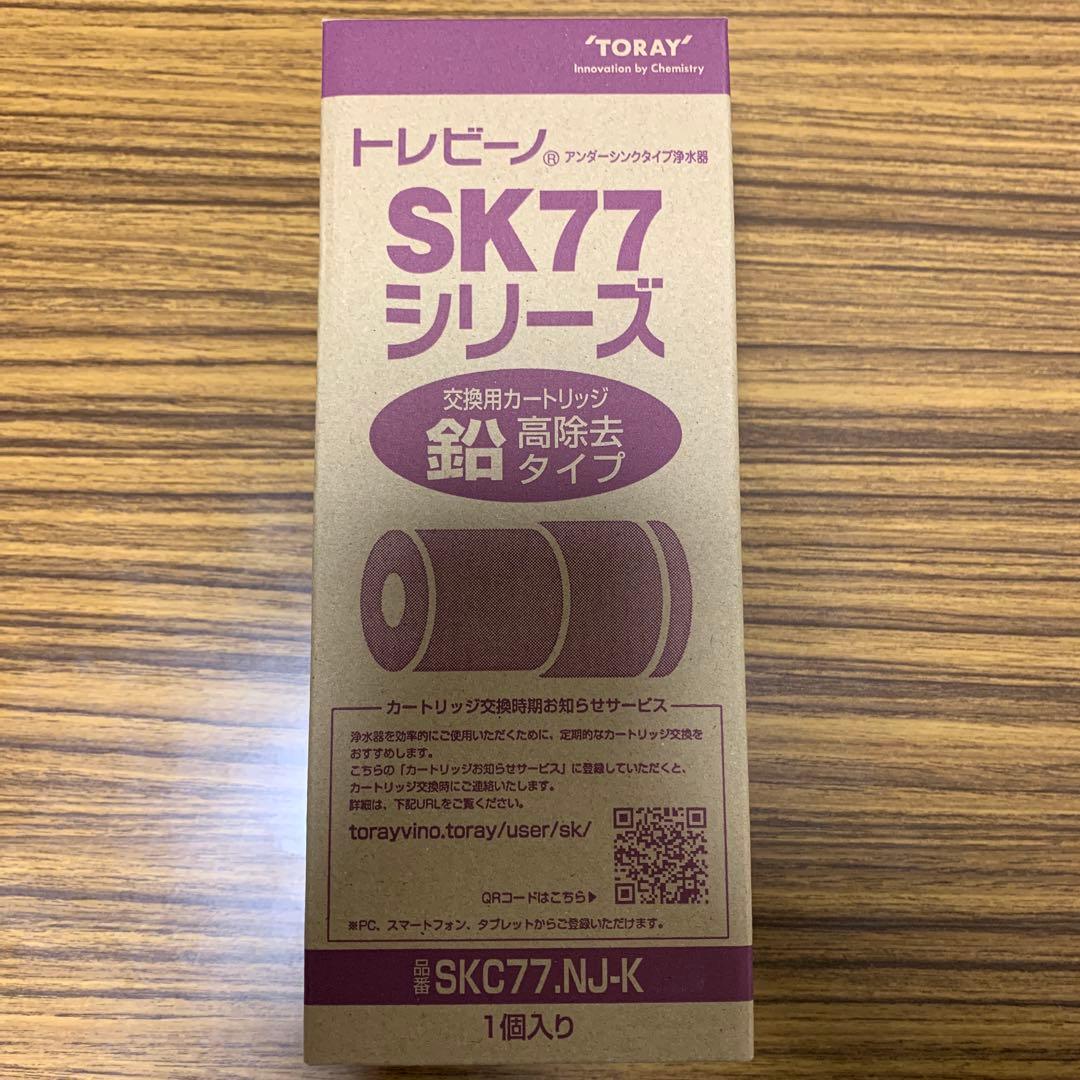 'TORAY'
Innovation by Chemistry
トレビーノ® アンダーシンクタイプ浄水器
SK77
シリーズ
交換用カートリッジ
鉛 高除去
タイプ
カートリッジ交換時期お知らせサービス
浄水器を効率的にご使用いただくために、定期的なカートリッジ交換を
おすすめします。
こちらの「カートリッジお知らせサービス」に登録していただくと、
カートリッジ交換時にご連絡いたします。
詳細は、下記URLをご覧ください。
torayvino.toray/user/sk/
QRコードはこちら▶
※PC、スマートフォン、タブレットからご登録いただけます。
品番 SKC77.NJ-K
1個入り